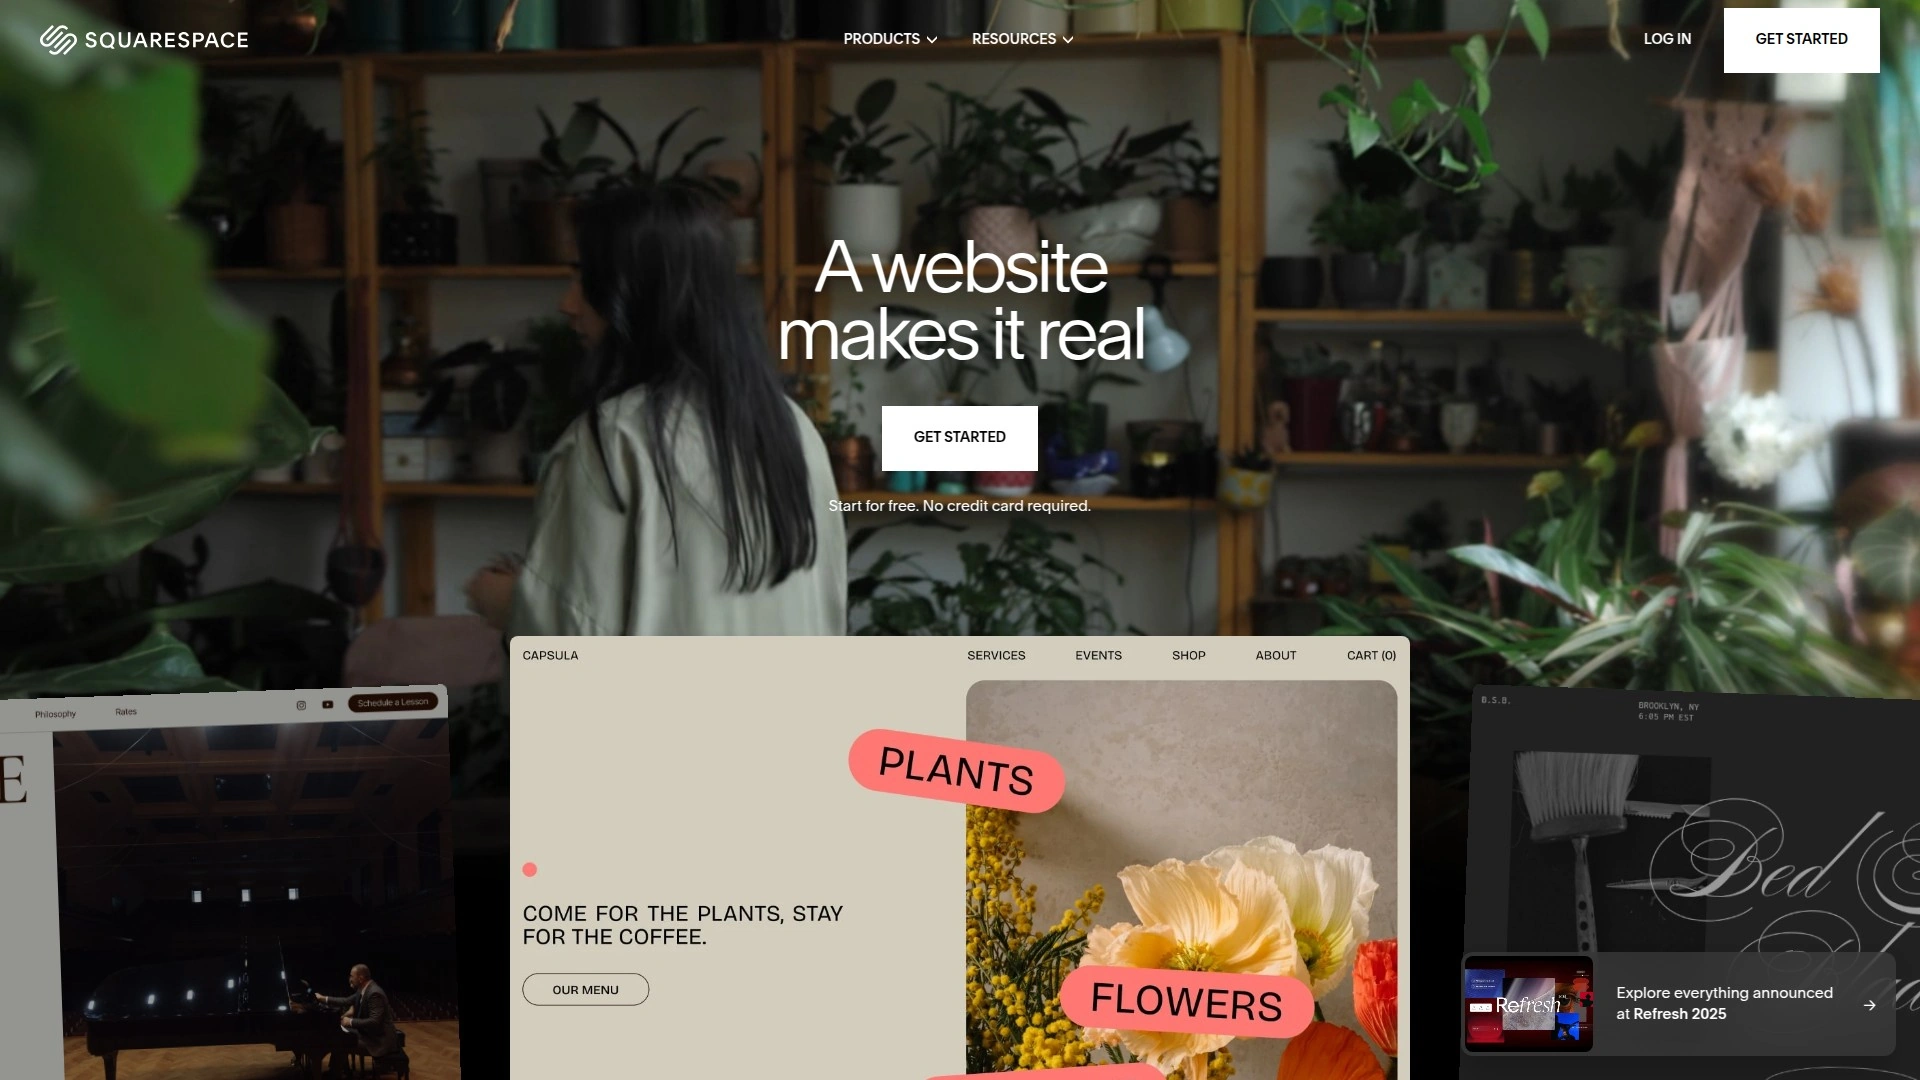 SQUARESPACE
PRODUCTS
RESOURCES
LOG IN
GET STARTED
A website
makes it real
GET STARTED
Start for free. No credit card required.
Philosophy
Rates
Schedule a Lesson
E
CAPSULA
SERVICES
EVENTS
SHOP
ABOUT
CART (0)
PLANTS
COME FOR THE PLANTS, STAY
FOR THE COFFEE.
OUR MENU
FLOWERS
B.S.B.
BROOKLYN, NY
6:05 PM EST
Bed
Refresh
Explore everything announced
at Refresh 2025